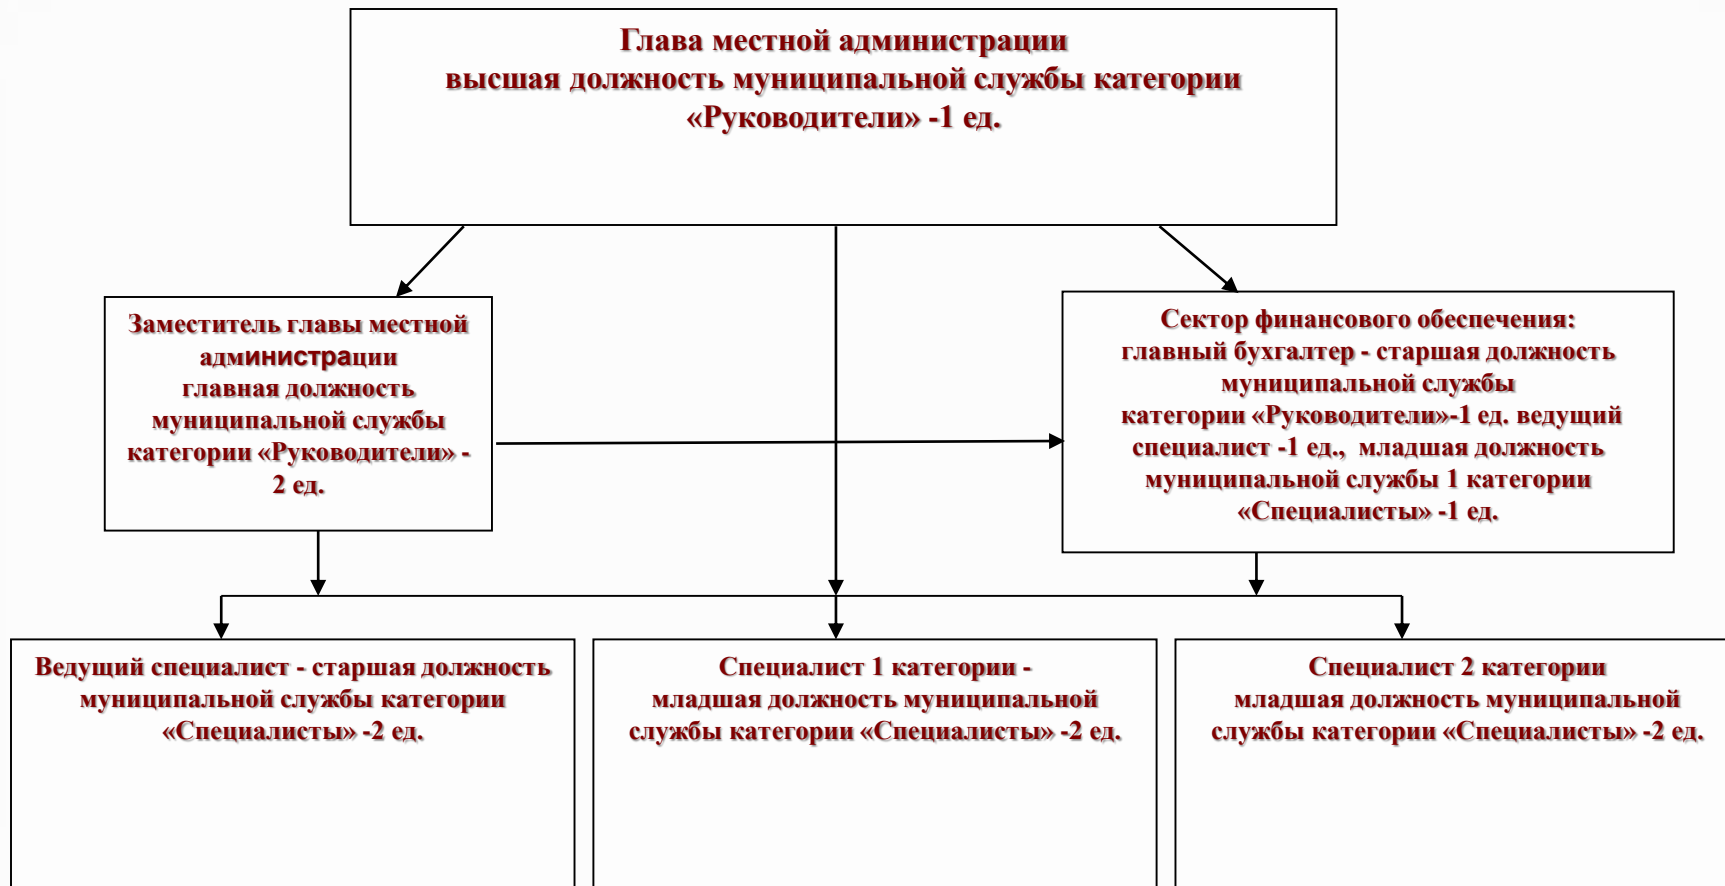 Глава местной администрации
высшая должность муниципальной службы категории
«Руководители» -1 ед.
Заместитель главы местной
администрации
главная должность
муниципальной службы
категории «Руководители» -
2 ед.
Сектор финансового обеспечения:
главный бухгалтер - старшая должность
муниципальной службы
категории «Руководители»-1 ед. ведущий
специалист -1 ед., младшая должность
муниципальной службы 1 категории
«Специалисты» -1 ед.
Ведущий специалист - старшая должность
муниципальной службы категории
«Специалисты» -2 ед.
Специалист 1 категории -
младшая должность муниципальной
службы категории «Специалисты» -2 ед.
Специалист 2 категории
младшая должность муниципальной
службы категории «Специалисты» -2 ед.